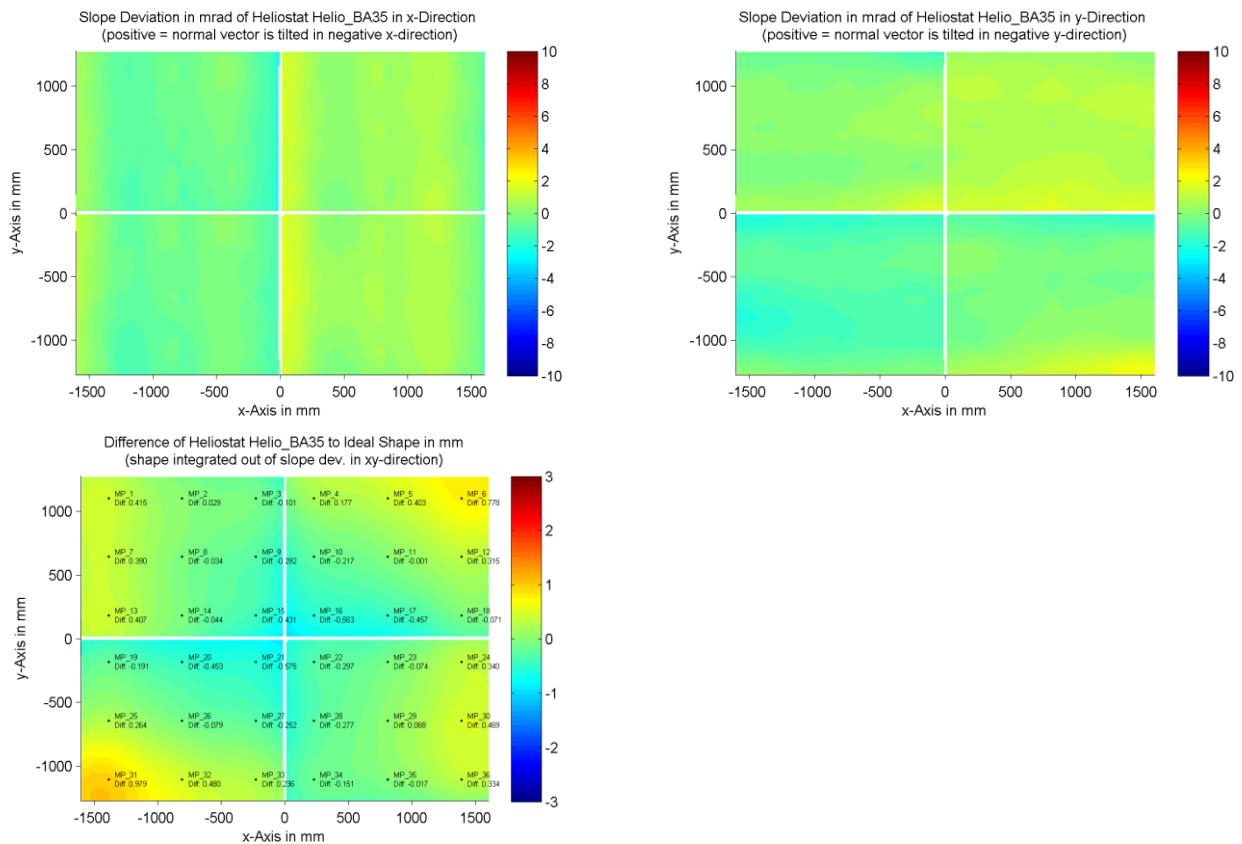 Slope Deviation in mrad of Heliostat Helio_BA35 in x-Direction
(positive = normal vector is tilted in negative x-direction)
y-Axis in mm
1000
500
0
-500
-1000
-1500 -1000 -500 0 500 1000 1500
x-Axis in mm
10
8
6
4
2
0
-2
-4
-6
-8
-10
Slope Deviation in mrad of Heliostat Helio_BA35 in y-Direction
(positive = normal vector is tilted in negative y-direction)
y-Axis in mm
1000
500
0
-500
-1000
-1500 -1000 -500 0 500 1000 1500
x-Axis in mm
10
8
6
4
2
0
-2
-4
-6
-8
-10
Difference of Heliostat Helio_BA35 to Ideal Shape in mm
(shape integrated out of slope dev. in xy-direction)
y-Axis in mm
1000
500
0
-500
-1000
MP_1 MP_2 MP_3 MP_4 MP_5 MP_6
Diff: 0.415 Diff: 0.029 Diff: -0.101 Diff: 0.177 Diff: 0.403 Diff: 0.778
MP_7 MP_8 MP_9 MP_10 MP_11 MP_12
Diff: 0.390 Diff: -0.034 Diff: -0.292 Diff: -0.217 Diff: -0.001 Diff: 0.315
MP_13 MP_14 MP_15 MP_16 MP_17 MP_18
Diff: 0.407 Diff: -0.044 Diff: -0.431 Diff: -0.563 Diff: -0.457 Diff: -0.071
MP_19 MP_20 MP_21 MP_22 MP_23 MP_24
Diff: -0.191 Diff: -0.453 Diff: -0.575 Diff: -0.297 Diff: -0.074 Diff: 0.340
MP_25 MP_26 MP_27 MP_28 MP_29 MP_30
Diff: 0.264 Diff: -0.079 Diff: -0.252 Diff: -0.277 Diff: 0.068 Diff: 0.469
MP_31 MP_32 MP_33 MP_34 MP_35 MP_36
Diff: 0.979 Diff: 0.480 Diff: 0.236 Diff: -0.151 Diff: -0.017 Diff: 0.334
-1500 -1000 -500 0 500 1000 1500
x-Axis in mm
3
2
1
0
-1
-2
-3